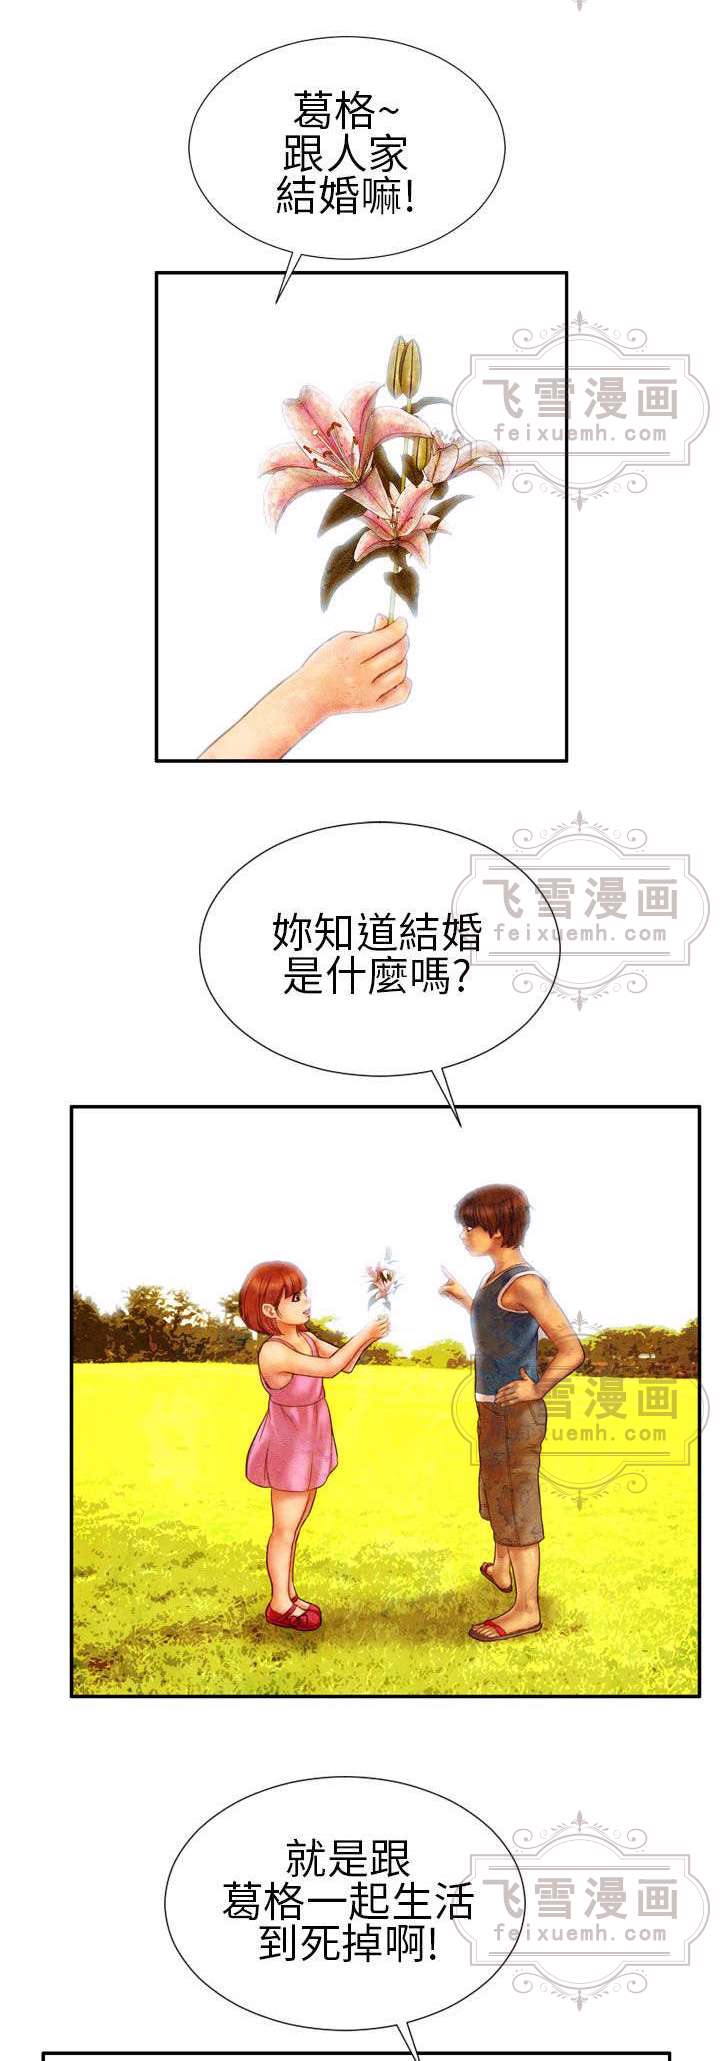 葛格~
跟人家
結婚嘛!
飞雪漫画
feixuemh.com
妳知道結婚
是什麼嗎?
飞雪漫画
feixuemh.com
飞雪漫画
feixuemh.com
就是跟
葛格一起生活
到死掉啊!
飞雪漫画
feixuemh.com